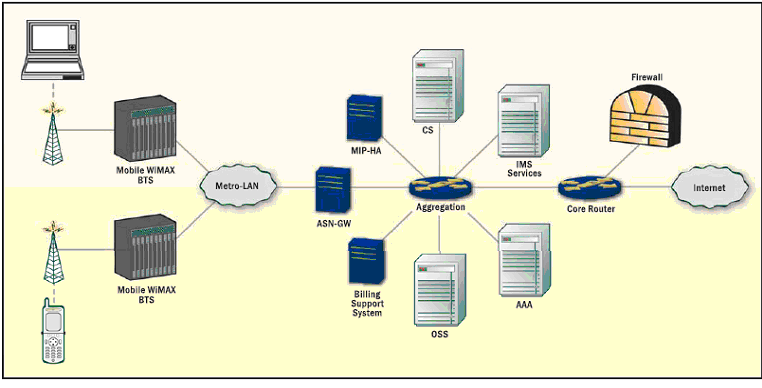 Firewall
CS
MIP-HA
IMS
Services
Mobile WiMAX
BTS
Metro-LAN
Internet
Aggregation
Core Router
ASN-GW
Mobile WiMAX
BTS
Billing
Support
System
AAA
OSS